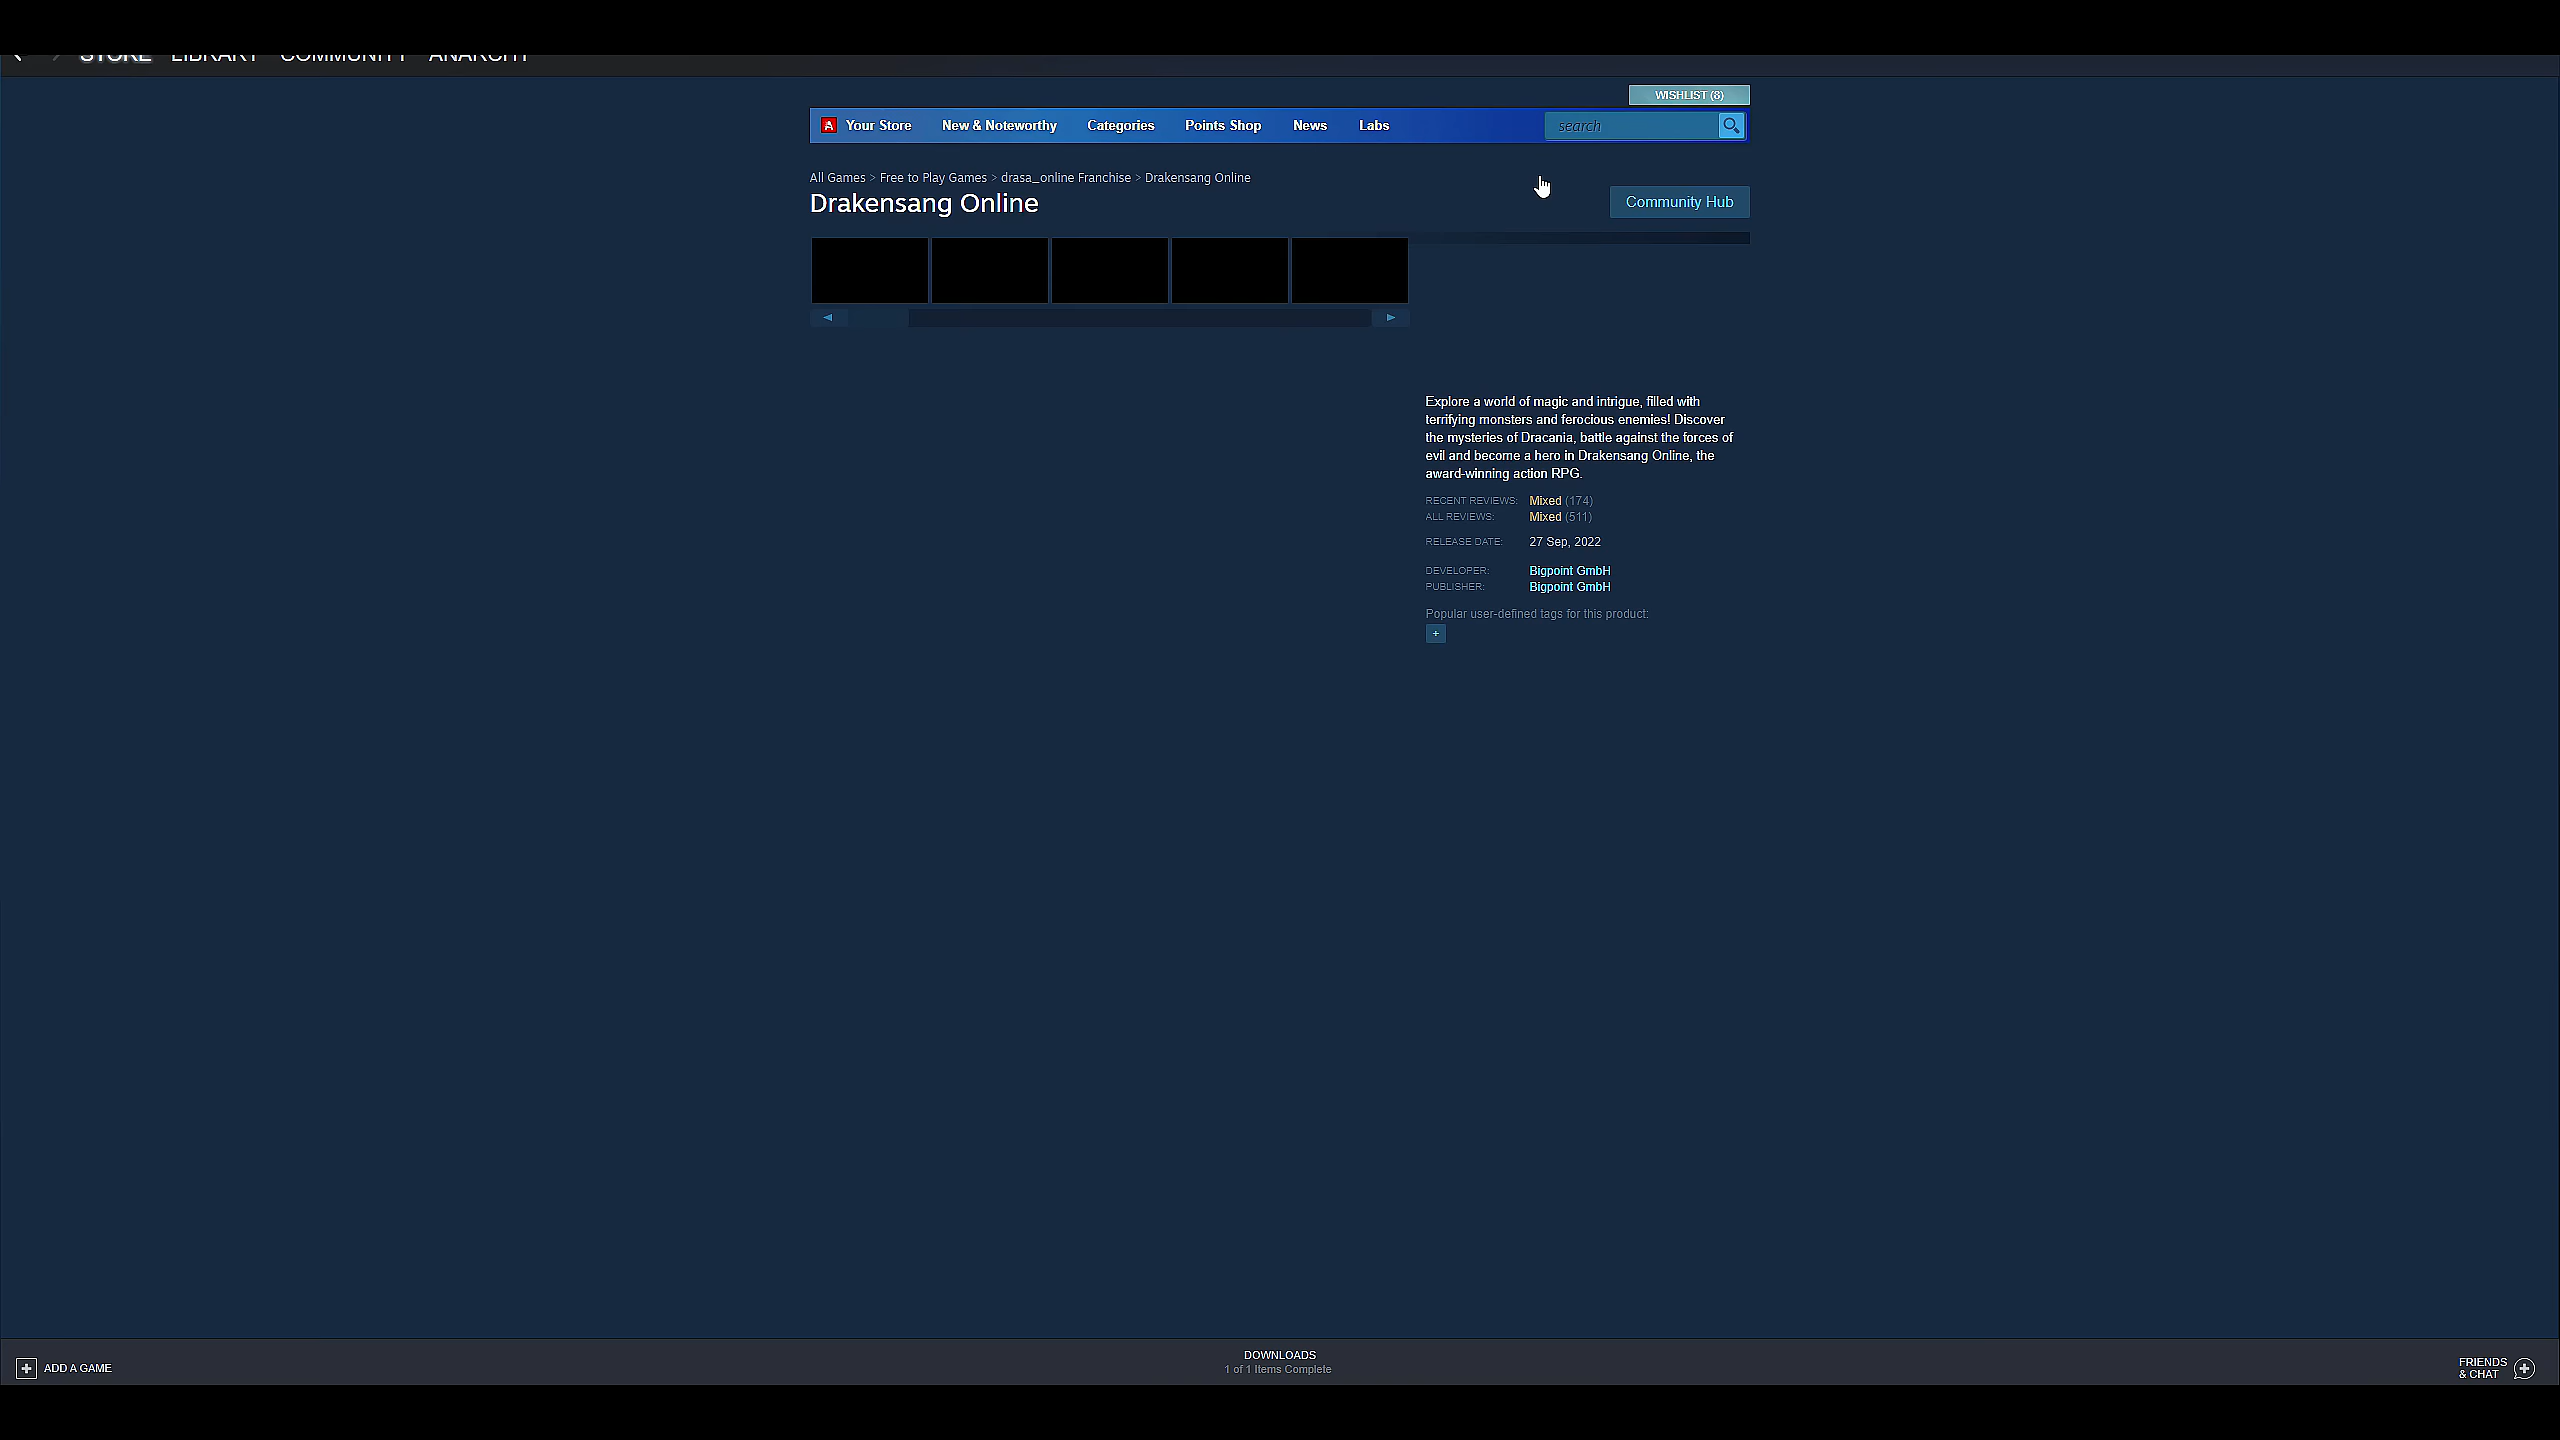 STORE LIBRARY COMMUNITY ANARCHY
WISHLIST (8)
Your Store New & Noteworthy Categories Points Shop News Labs search
All Games > Free to Play Games > drasa_online Franchise > Drakensang Online
Drakensang Online
Community Hub
Explore a world of magic and intrigue, filled with
terrifying monsters and ferocious enemies! Discover
the mysteries of Dracania, battle against the forces of
evil and become a hero in Drakensang Online, the
award-winning action RPG.
RECENT REVIEWS: Mixed (174)
ALL REVIEWS: Mixed (511)
RELEASE DATE: 27 Sep, 2022
DEVELOPER: Bigpoint GmbH
PUBLISHER: Bigpoint GmbH
Popular user-defined tags for this product:
+
ADD A GAME
DOWNLOADS
1 of 1 Items Complete
FRIENDS
& CHAT